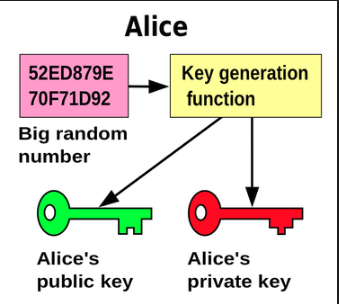 Alice
52ED879E
70F71D92
Key generation
function
Big random
number
Alice's
public key
Alice's
private key